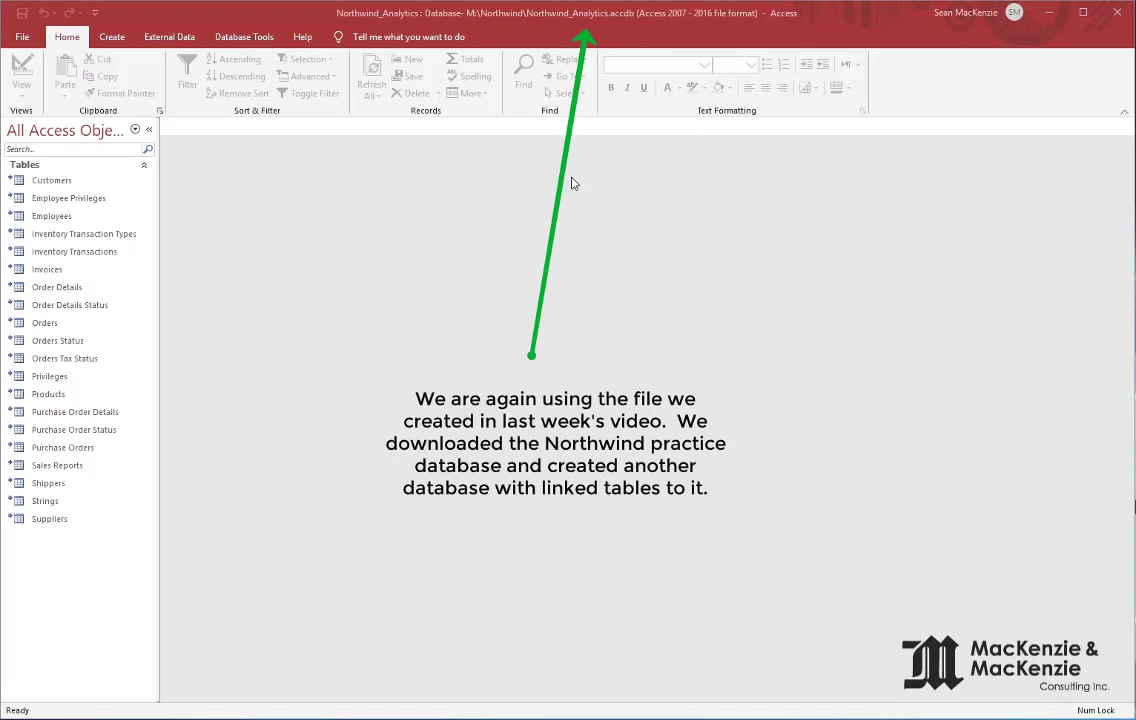 Northwind_Analytics : Database- M:\Northwind\Northwind_Analytics.accdb (Access 2007 - 2016 file format) - Access
Sean MacKenzie SM
File Home Create External Data Database Tools Help Tell me what you want to do
View
Views
Paste
Cut
Copy
Format Painter
Clipboard
Filter
Ascending
Descending
Remove Sort
Selection
Advanced
Toggle Filter
Sort & Filter
Refresh
All
New
Save
Delete
Totals
Spelling
More
Records
Find
Go To
Find
B I U A
Text Formatting
All Access Obje...
Search...
Tables
Customers
Employee Privileges
Employees
Inventory Transaction Types
Inventory Transactions
Invoices
Order Details
Order Details Status
Orders
Orders Status
Orders Tax Status
Privileges
Products
Purchase Order Details
Purchase Order Status
Purchase Orders
Sales Reports
Shippers
Strings
Suppliers
We are again using the file we
created in last week's video. We
downloaded the Northwind practice
database and created another
database with linked tables to it.
M
MacKenzie &
MacKenzie
Consulting Inc.
Ready
Num Lock